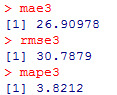 > mae3
[1] 26.90978
> rmse3
[1] 30.7879
> mape3
[1] 3.8212